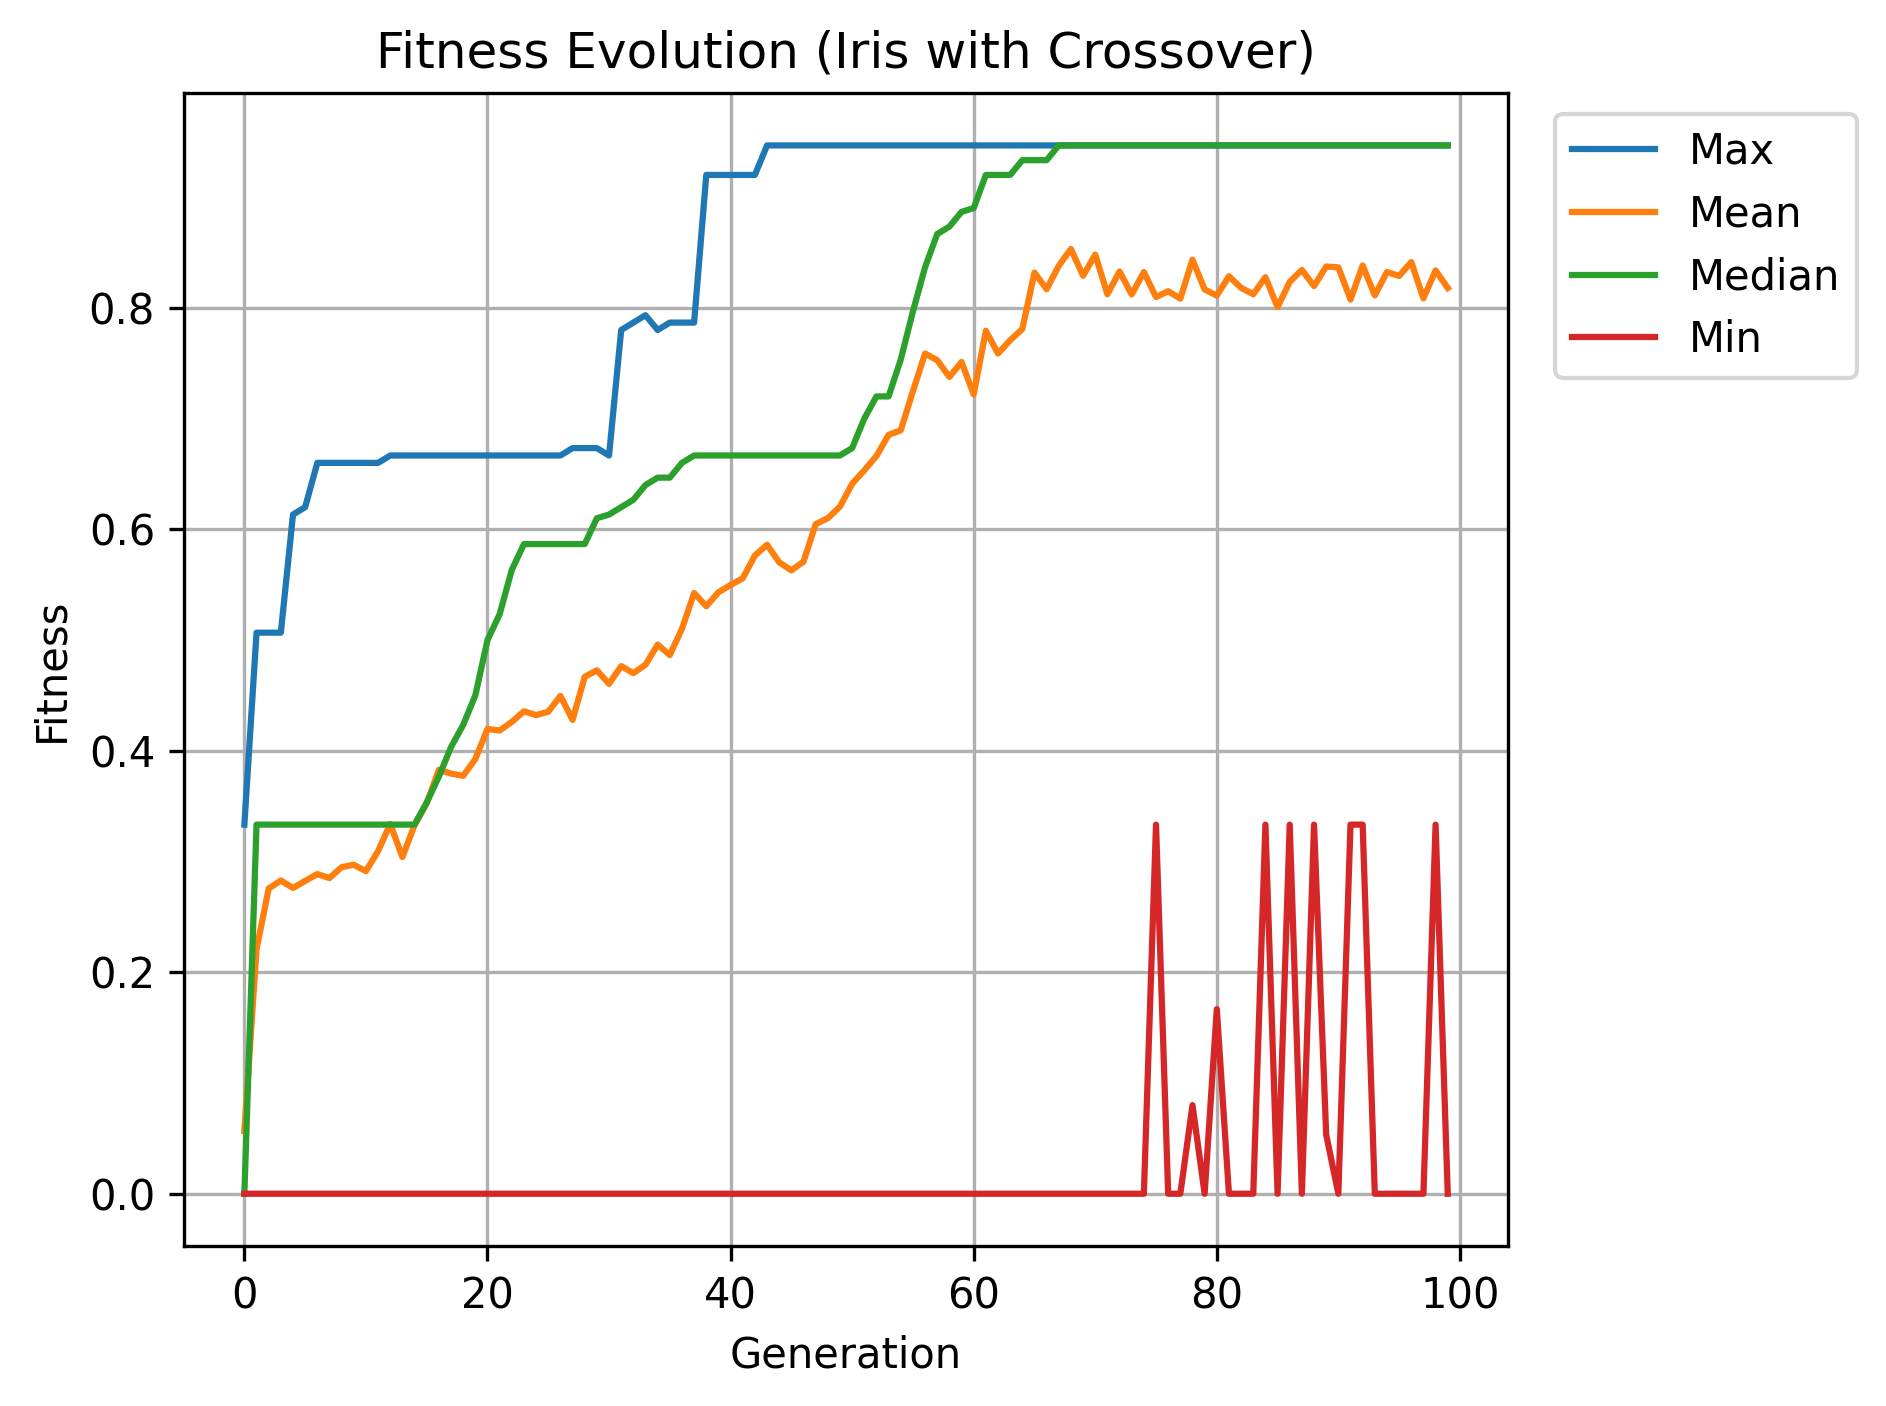 Fitness Evolution (Iris with Crossover)
Max
Mean
Median
Min
Fitness
0.8
0.6
0.4
0.2
0.0
0 20 40 60 80 100
Generation